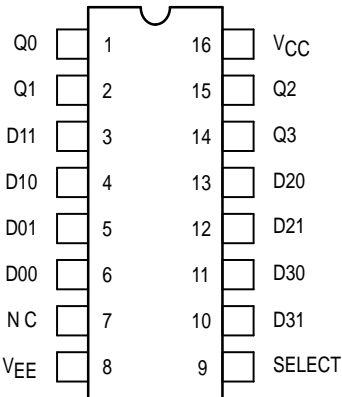 Q0 1 16 VCC
Q1 2 15 Q2
D11 3 14 Q3
D10 4 13 D20
D01 5 12 D21
D00 6 11 D30
N C 7 10 D31
VEE 8 9 SELECT